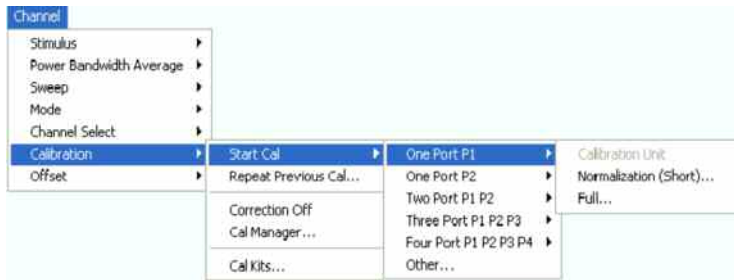 Channel
Stimulus
Power Bandwidth Average
Sweep
Mode
Channel Select
Calibration
Offset
Start Cal
Repeat Previous Cal...
Correction Off
Cal Manager...
Cal Kits...
One Port P1
One Port P2
Two Port P1 P2
Three Port P1 P2 P3
Four Port P1 P2 P3 P4
Other...
Calibration Unit
Normalization (Short)...
Full...